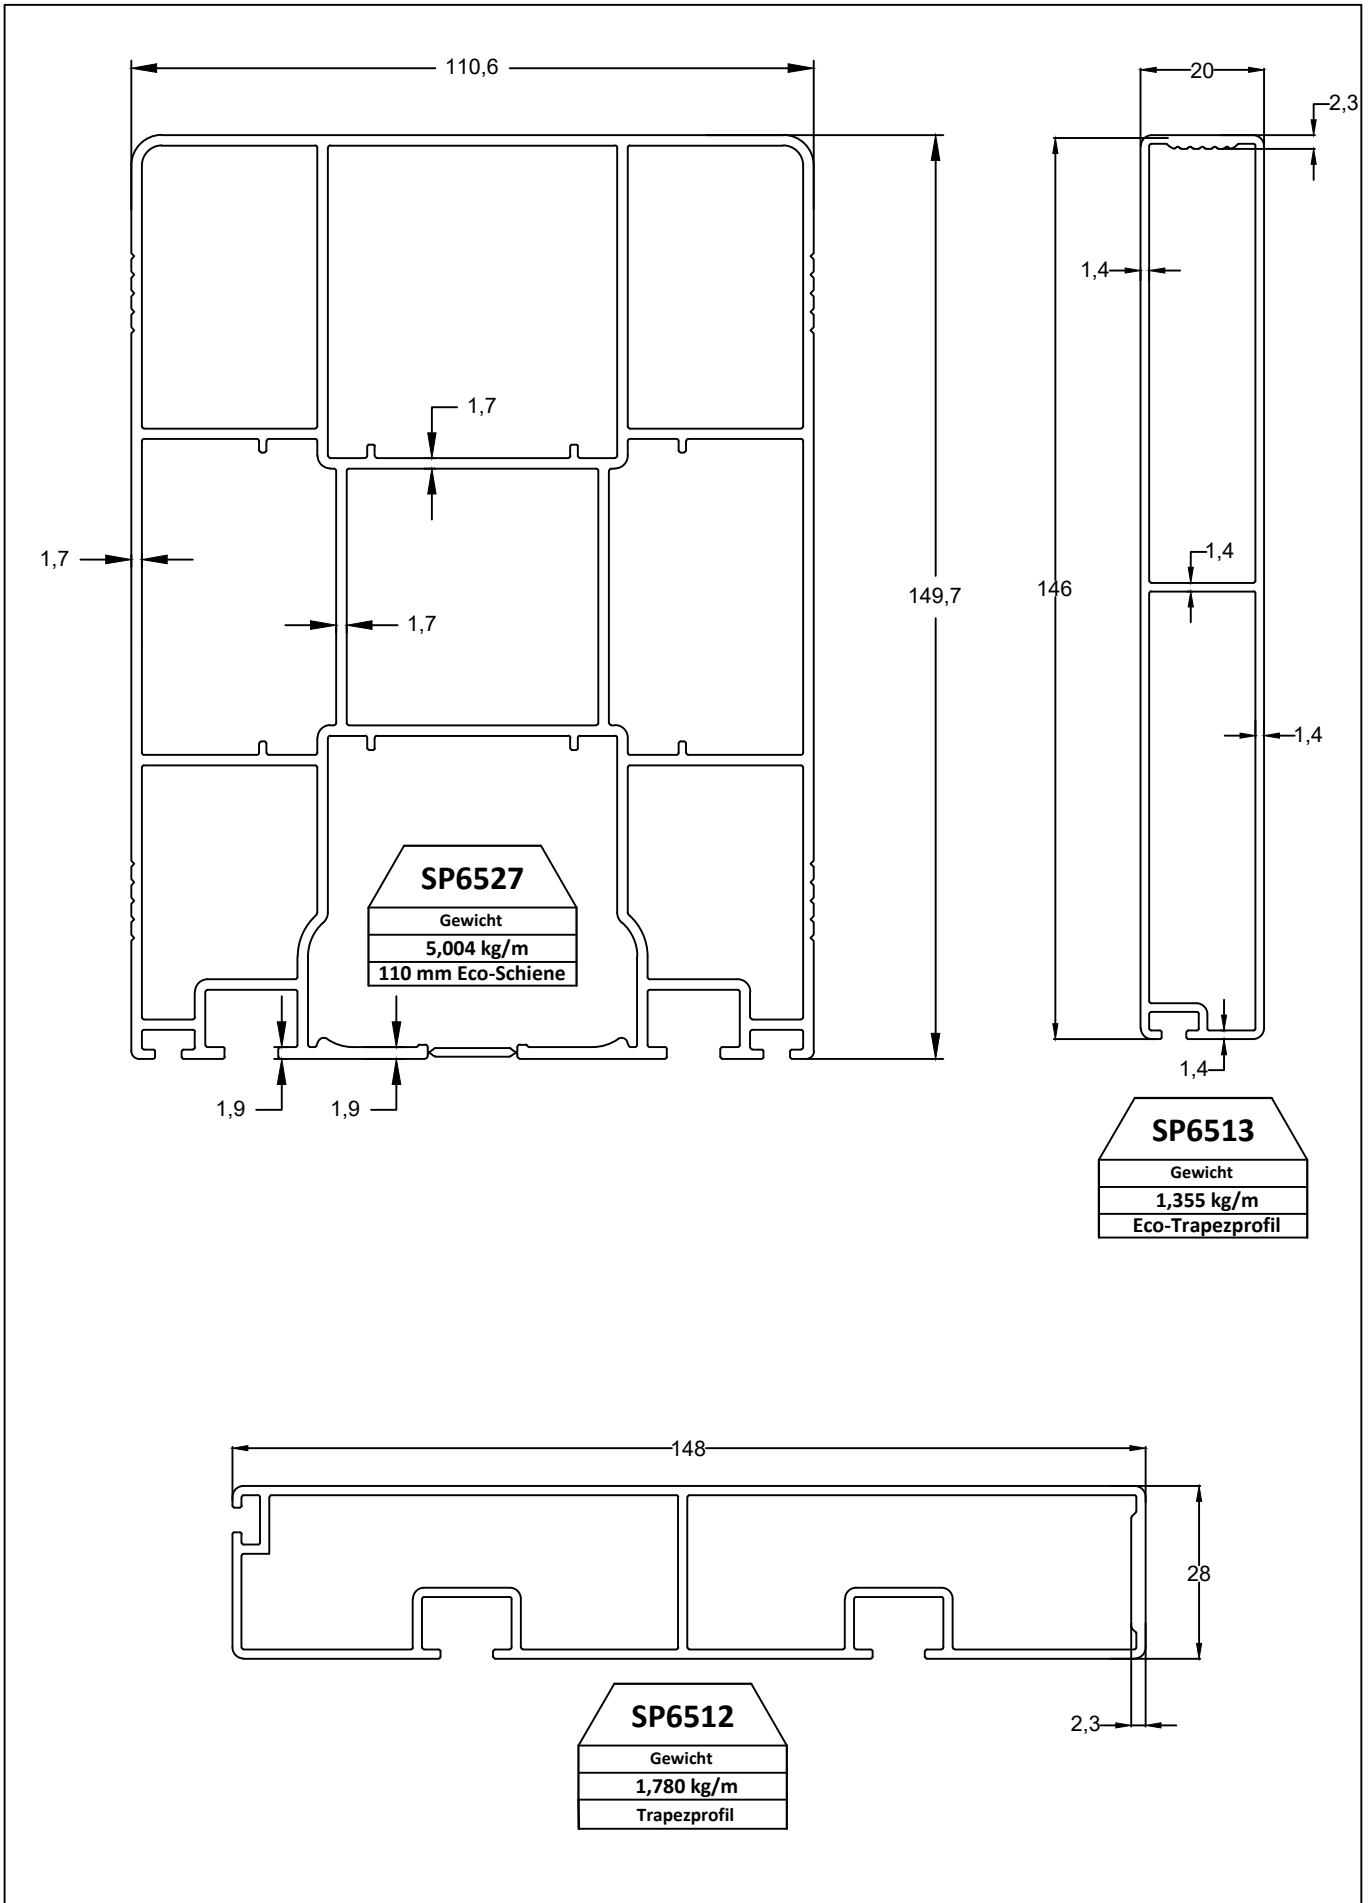 110,6
20
2,3
1,4
1,7
1,7
1,4
146
149,7
1,7
1,4
SP6527
Gewicht
5,004 kg/m
110 mm Eco-Schiene
1,4
1,9
1,9
SP6513
Gewicht
1,355 kg/m
Eco-Trapezprofil
148
28
SP6512
2,3
Gewicht
1,780 kg/m
Trapezprofil